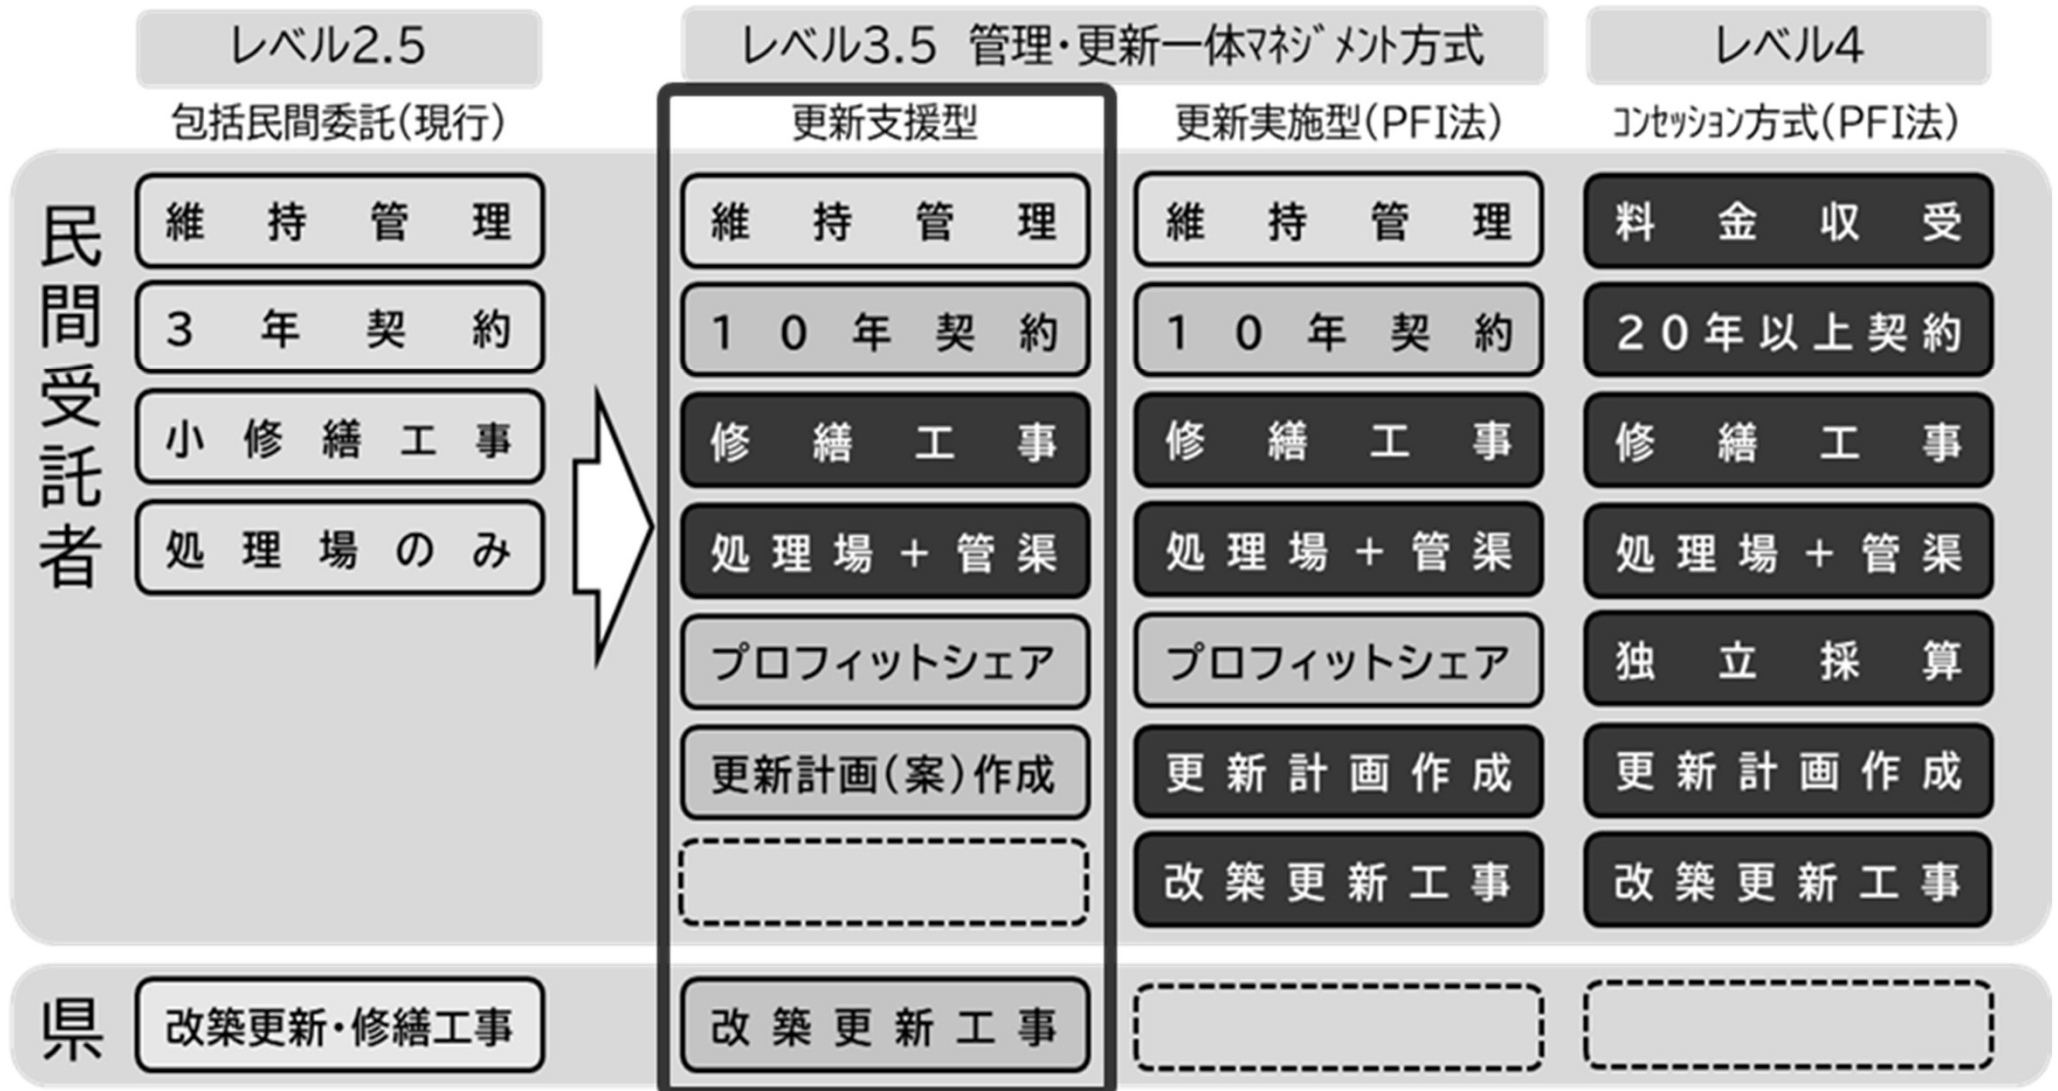 レベル2.5
レベル3.5 管理・更新一体ﾏﾈｼﾞﾒﾝﾄ方式
レベル4
包括民間委託(現行)
更新支援型
更新実施型(PFI法)
ｺﾝｾｯｼｮﾝ方式(PFI法)
民間受託者
維持管理
3年契約
小修繕工事
処理場のみ
維持管理
10年契約
修繕工事
処理場+管渠
プロフィットシェア
更新計画(案)作成
維持管理
10年契約
修繕工事
処理場+管渠
プロフィットシェア
更新計画作成
改築更新工事
料金収受
20年以上契約
修繕工事
処理場+管渠
独立採算
更新計画作成
改築更新工事
県
改築更新・修繕工事
改築更新工事